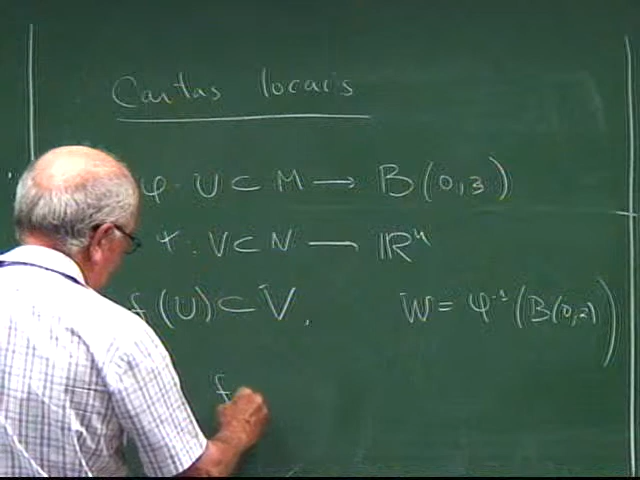 Cartas locais
φ : U ⊂ M → B(0,3)
ψ : V ⊂ N → ℝⁿ
f(U) ⊂ V, W = φ⁻¹(B(0,2))
f